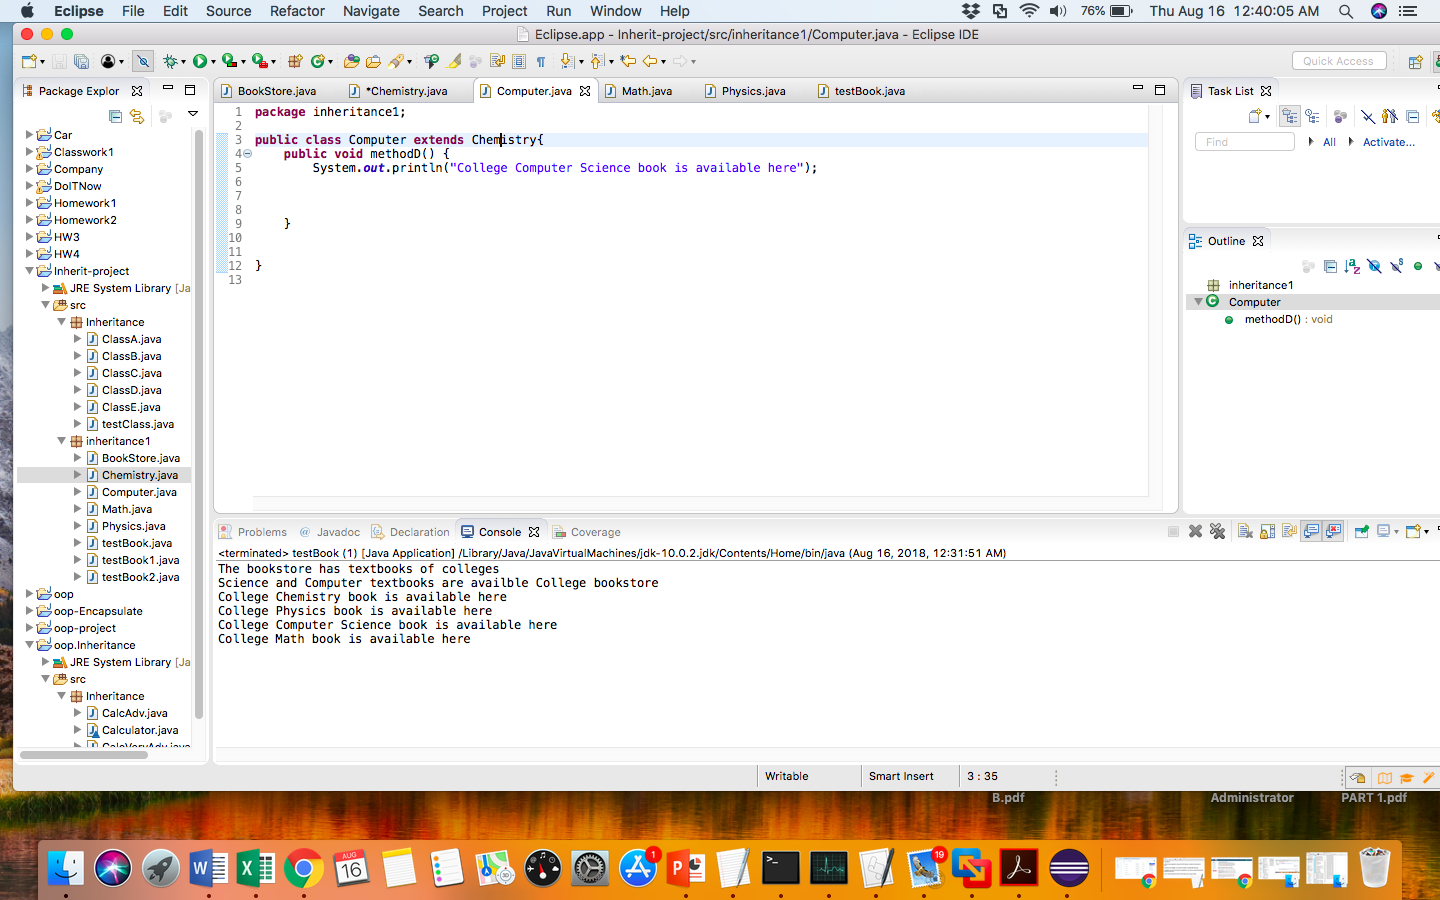 Eclipse File Edit Source Refactor Navigate Search Project Run Window Help 76% Thu Aug 16 12:40:05 AM
Eclipse.app - Inherit-project/src/inheritance1/Computer.java - Eclipse IDE
Quick Access
Package Explor
BookStore.java *Chemistry.java Computer.java Math.java Physics.java testBook.java
Car
Classwork1
Company
DoITNow
Homework1
Homework2
HW3
HW4
Inherit-project
JRE System Library [Ja
src
Inheritance
ClassA.java
ClassB.java
ClassC.java
ClassD.java
ClassE.java
testClass.java
inheritance1
BookStore.java
Chemistry.java
Computer.java
Math.java
Physics.java
testBook.java
testBook1.java
testBook2.java
oop
oop-Encapsulate
oop-project
oop.Inheritance
JRE System Library [Ja
src
Inheritance
CalcAdv.java
Calculator.java
CalcVeryAdv.java
1 package inheritance1;
2
3 public class Computer extends Chemistry{
4 public void methodD() {
5 System.out.println("College Computer Science book is available here");
6
7
8
9 }
10
11
12 }
13
Task List
Find All Activate...
Outline
inheritance1
Computer
methodD() : void
Problems @ Javadoc Declaration Console Coverage
<terminated> testBook (1) [Java Application] /Library/Java/JavaVirtualMachines/jdk-10.0.2.jdk/Contents/Home/bin/java (Aug 16, 2018, 12:31:51 AM)
The bookstore has textbooks of colleges
Science and Computer textbooks are availble College bookstore
College Chemistry book is available here
College Physics book is available here
College Computer Science book is available here
College Math book is available here
Writable Smart Insert 3 : 35
B.pdf Administrator PART 1.pdf
AUG
16
1
19